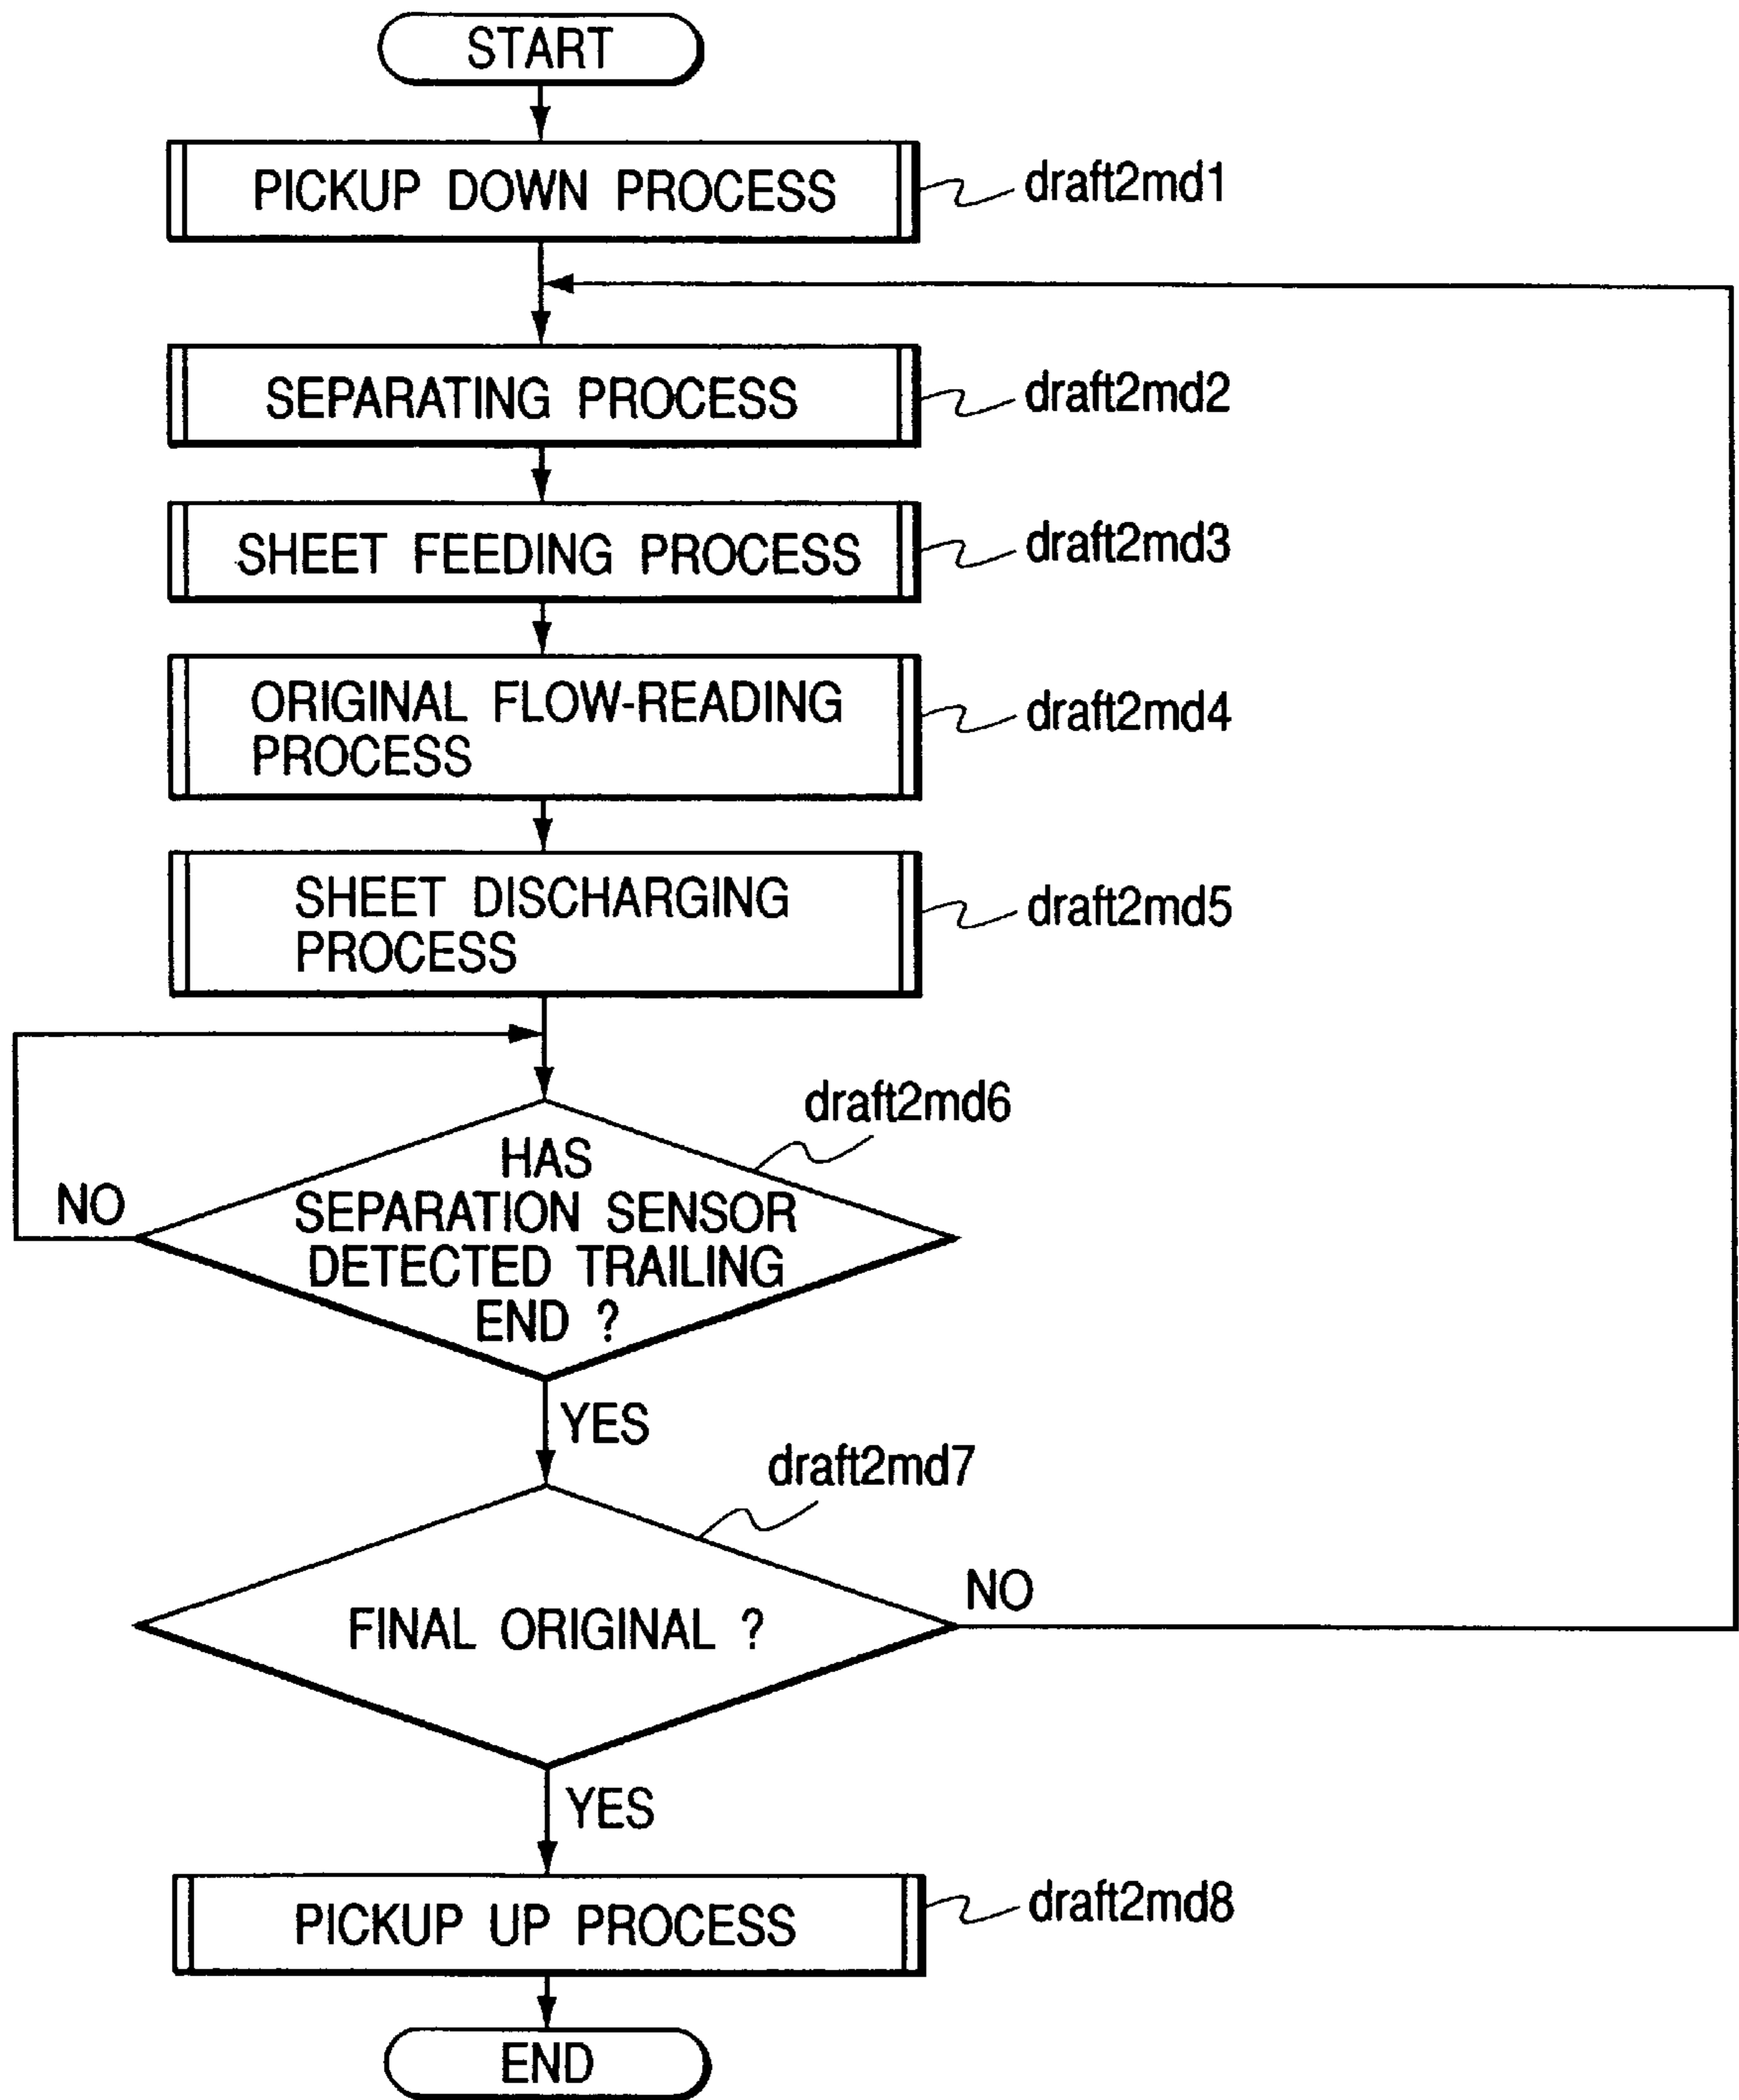 START
PICKUP DOWN PROCESS
draft2md1
SEPARATING PROCESS
draft2md2
SHEET FEEDING PROCESS
draft2md3
ORIGINAL FLOW-READING
PROCESS
draft2md4
SHEET DISCHARGING
PROCESS
draft2md5
draft2md6
HAS
SEPARATION SENSOR
DETECTED TRAILING
END ?
NO
YES
draft2md7
FINAL ORIGINAL ?
NO
YES
PICKUP UP PROCESS
draft2md8
END